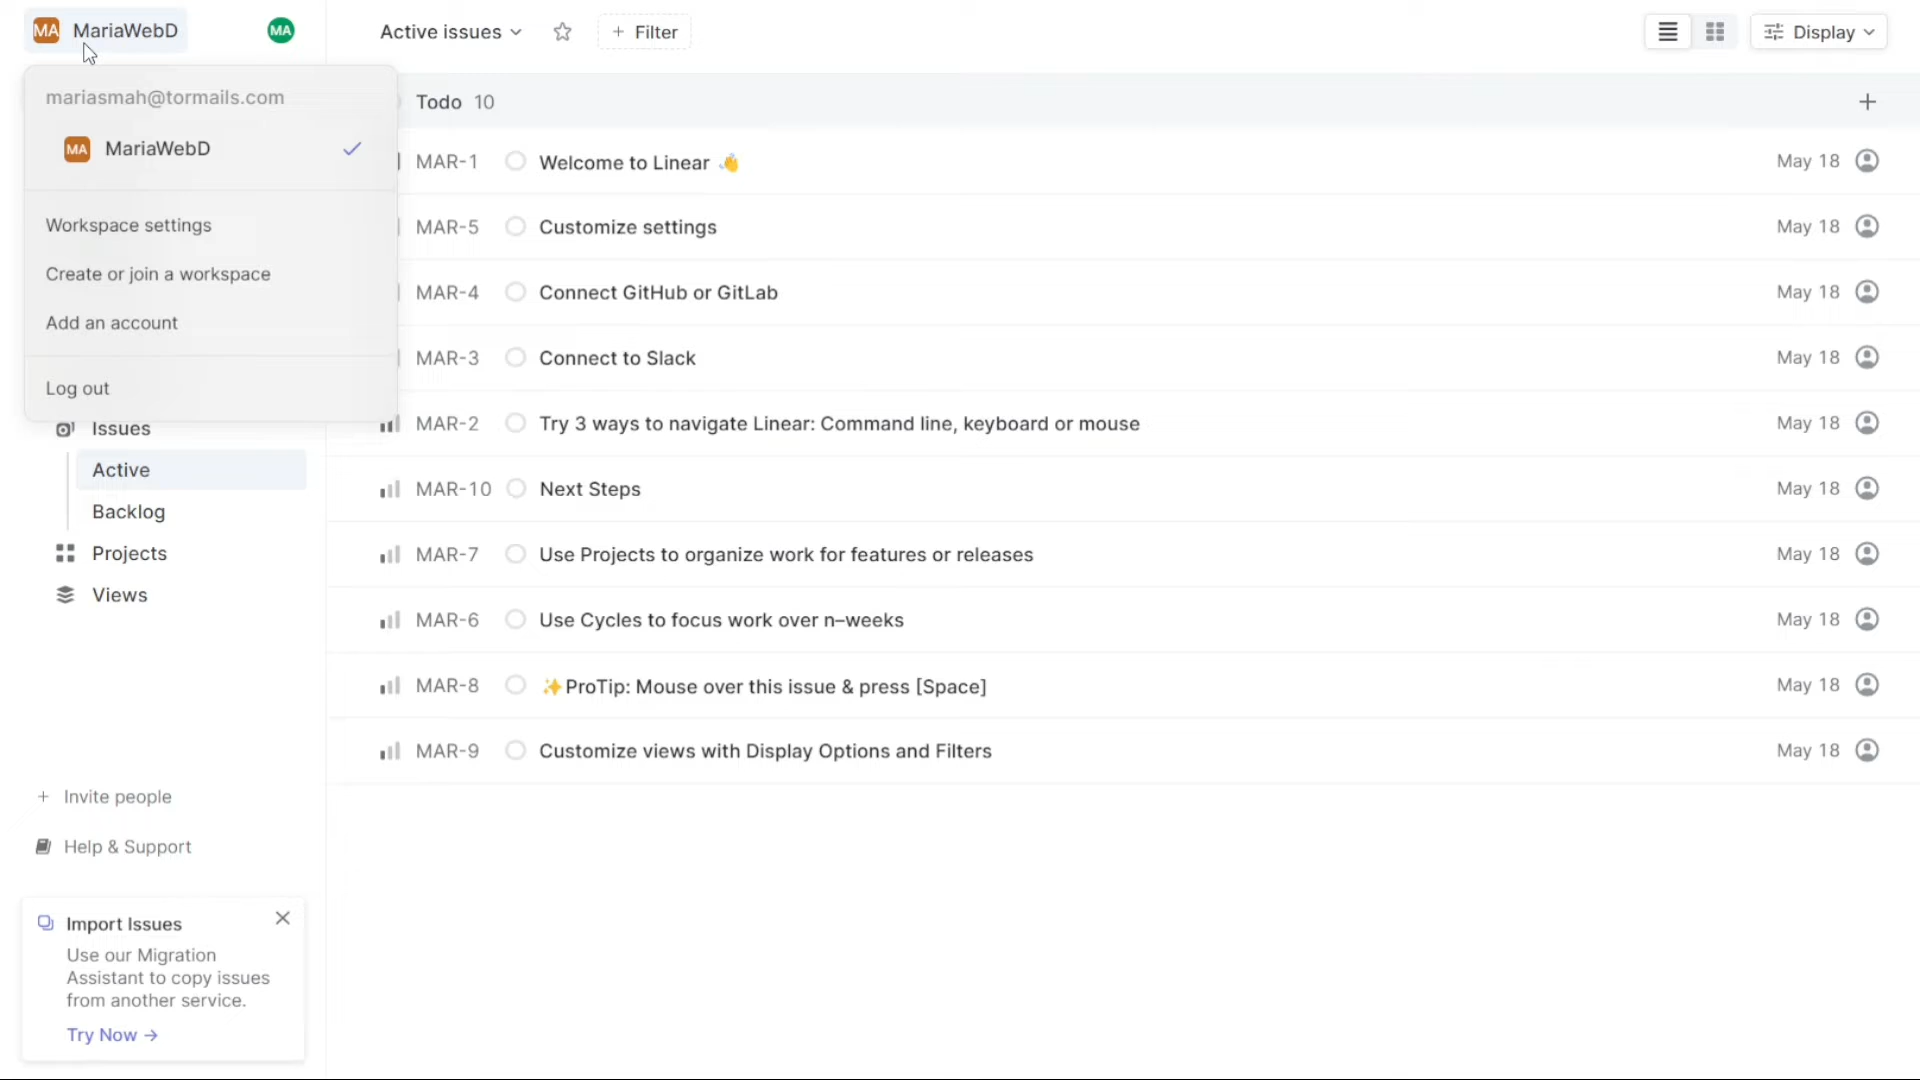 MA MariaWebD MA
mariasmah@tormails.com
MA MariaWebD
Workspace settings
Create or join a workspace
Add an account
Log out
Issues
Active
Backlog
Projects
Views
+ Invite people
Help & Support
Import Issues
Use our Migration
Assistant to copy issues
from another service.
Try Now →
Active issues + Filter Display
Todo 10 +
MAR-1 Welcome to Linear 👋 May 18
MAR-5 Customize settings May 18
MAR-4 Connect GitHub or GitLab May 18
MAR-3 Connect to Slack May 18
MAR-2 Try 3 ways to navigate Linear: Command line, keyboard or mouse May 18
MAR-10 Next Steps May 18
MAR-7 Use Projects to organize work for features or releases May 18
MAR-6 Use Cycles to focus work over n–weeks May 18
MAR-8 ✨ ProTip: Mouse over this issue & press [Space] May 18
MAR-9 Customize views with Display Options and Filters May 18